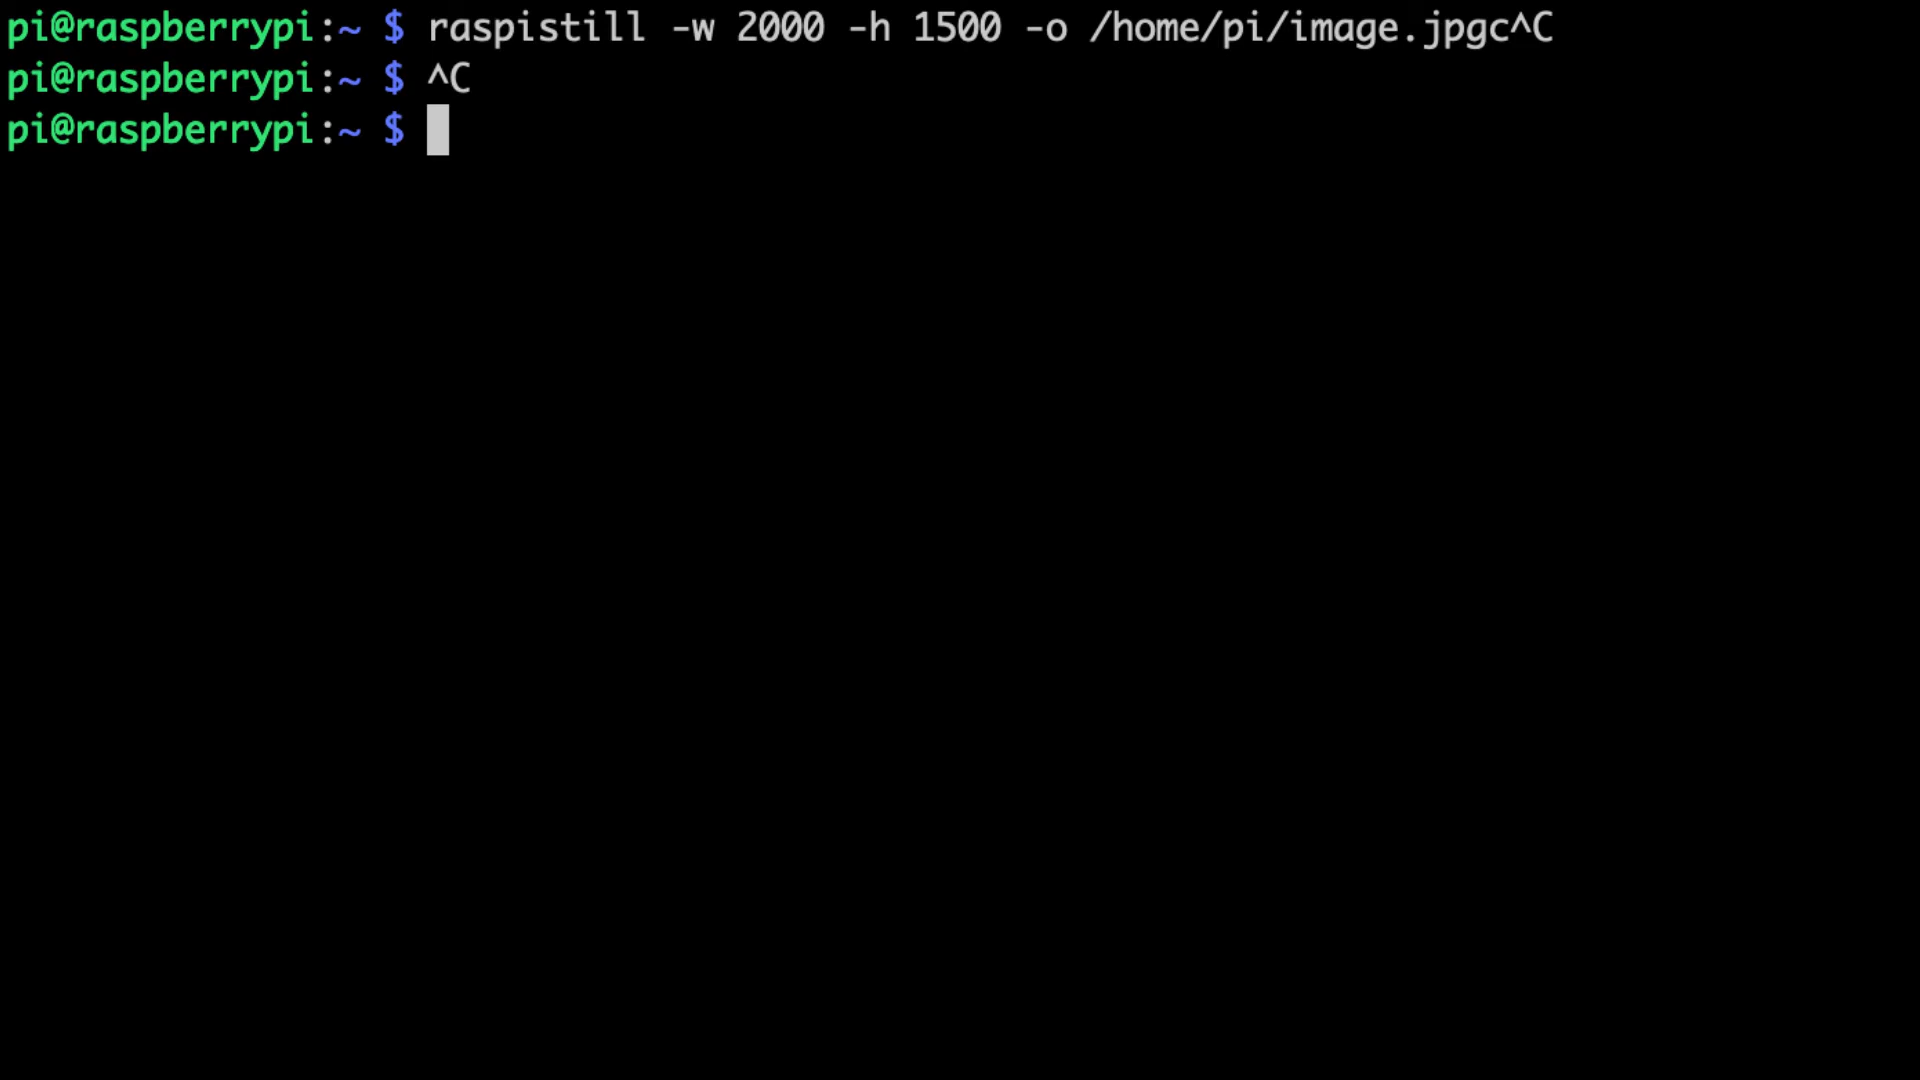 pi@raspberrypi:~ $ raspistill -w 2000 -h 1500 -o /home/pi/image.jpgc^C
pi@raspberrypi:~ $ ^C
pi@raspberrypi:~ $